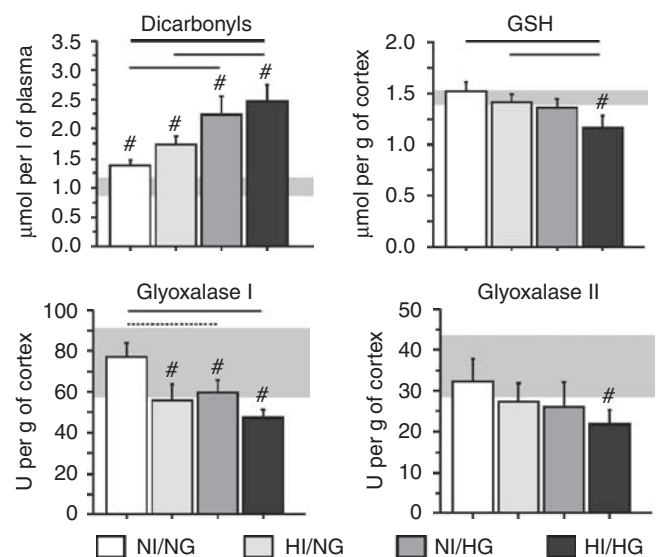 Dicarbonyls
μmol per l of plasma
3.5
3.0
2.5
2.0
1.5
1.0
0.5
0.0
# # # #
GSH
μmol per g of cortex
2.0
1.5
1.0
0.5
0.0
#
Glyoxalase I
U per g of cortex
100
80
60
40
20
0
# # #
Glyoxalase II
U per g of cortex
50
40
30
20
10
0
#
NI/NG HI/NG NI/HG HI/HG